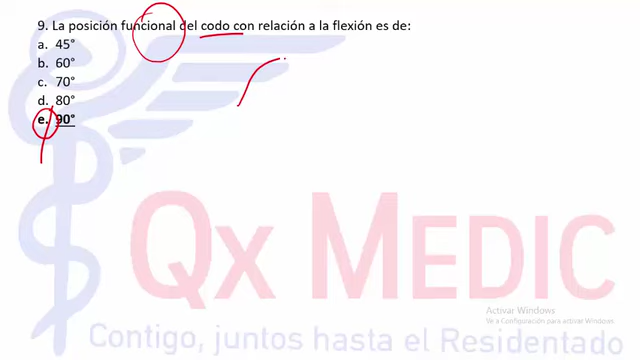 9. La posición funcional del codo con relación a la flexión es de:
a. 45°
b. 60°
c. 70°
d. 80°
e. 90°
Qx MEDIC
Activar Windows
Ve a Configuración para activar Windows.
Contigo, juntos hasta el Residentado